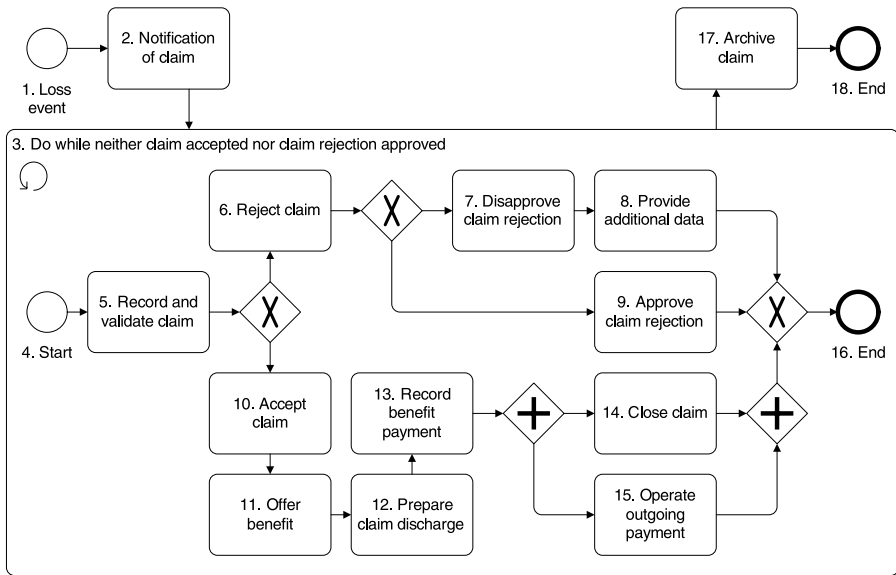 2. Notification
of claim
17. Archive
claim
1. Loss
event
18. End
3. Do while neither claim accepted nor claim rejection approved
6. Reject claim
7. Disapprove
claim rejection
8. Provide
additional data
5. Record and
validate claim
9. Approve
claim rejection
4. Start
16. End
10. Accept
claim
13. Record
benefit
payment
14. Close claim
11. Offer
benefit
12. Prepare
claim discharge
15. Operate
outgoing
payment